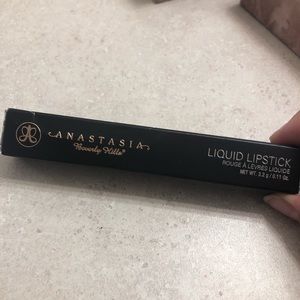 ANASTASIA
Beverly Hills®
LIQUID LIPSTICK
ROUGE À LÈVRES LIQUIDE
NET WT. 3.2 g / 0.11 Oz.